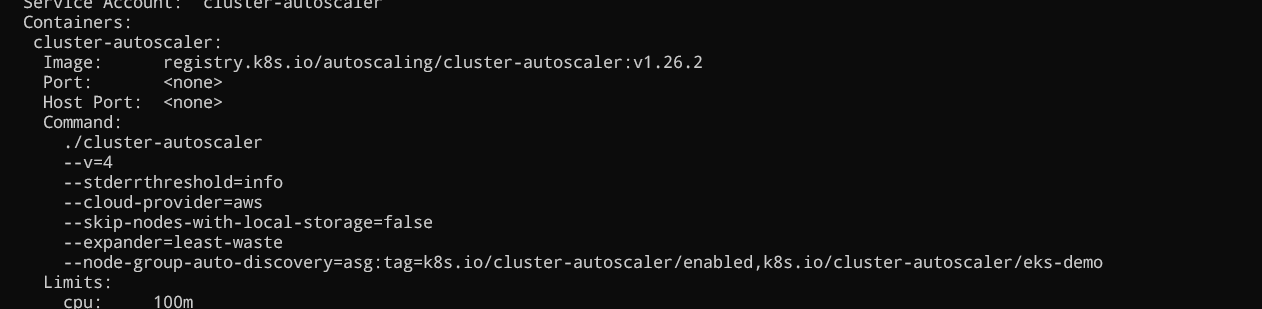 Service Account:  cluster-autoscaler
Containers:
 cluster-autoscaler:
  Image:      registry.k8s.io/autoscaling/cluster-autoscaler:v1.26.2
  Port:       <none>
  Host Port:  <none>
  Command:
    ./cluster-autoscaler
    --v=4
    --stderrthreshold=info
    --cloud-provider=aws
    --skip-nodes-with-local-storage=false
    --expander=least-waste
    --node-group-auto-discovery=asg:tag=k8s.io/cluster-autoscaler/enabled,k8s.io/cluster-autoscaler/eks-demo
  Limits:
    cpu:     100m